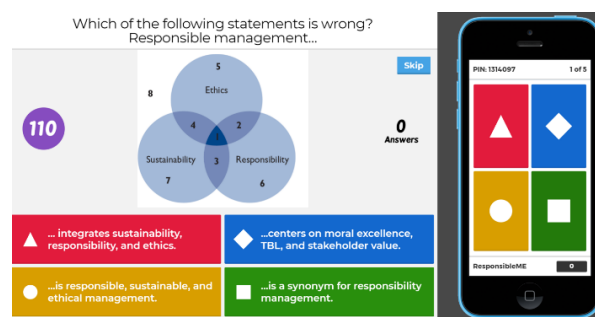 Which of the following statements is wrong?
Responsible management...
Skip
5
8
Ethics
110
4
2
1
0
Answers
Sustainability
3
Responsibility
7
6
... integrates sustainability,
responsibility, and ethics.
...centers on moral excellence,
TBL, and stakeholder value.
... is responsible, sustainable, and
ethical management.
...is a synonym for responsibility
management.
PIN: 1314097
1 of 5
ResponsibleME
0